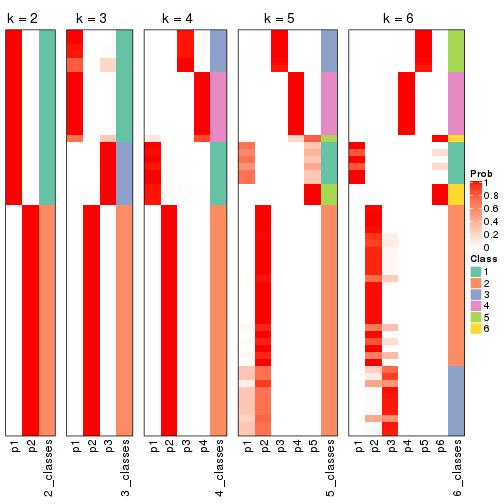 k = 2
k = 3
k = 4
k = 5
k = 6
Prob
1
0.8
0.6
0.4
0.2
0
Class
1
2
3
4
5
6
p1
p2
2_classes
p1
p2
p3
3_classes
p1
p2
p3
p4
4_classes
p1
p2
p3
p4
p5
5_classes
p1
p2
p3
p4
p5
p6
6_classes